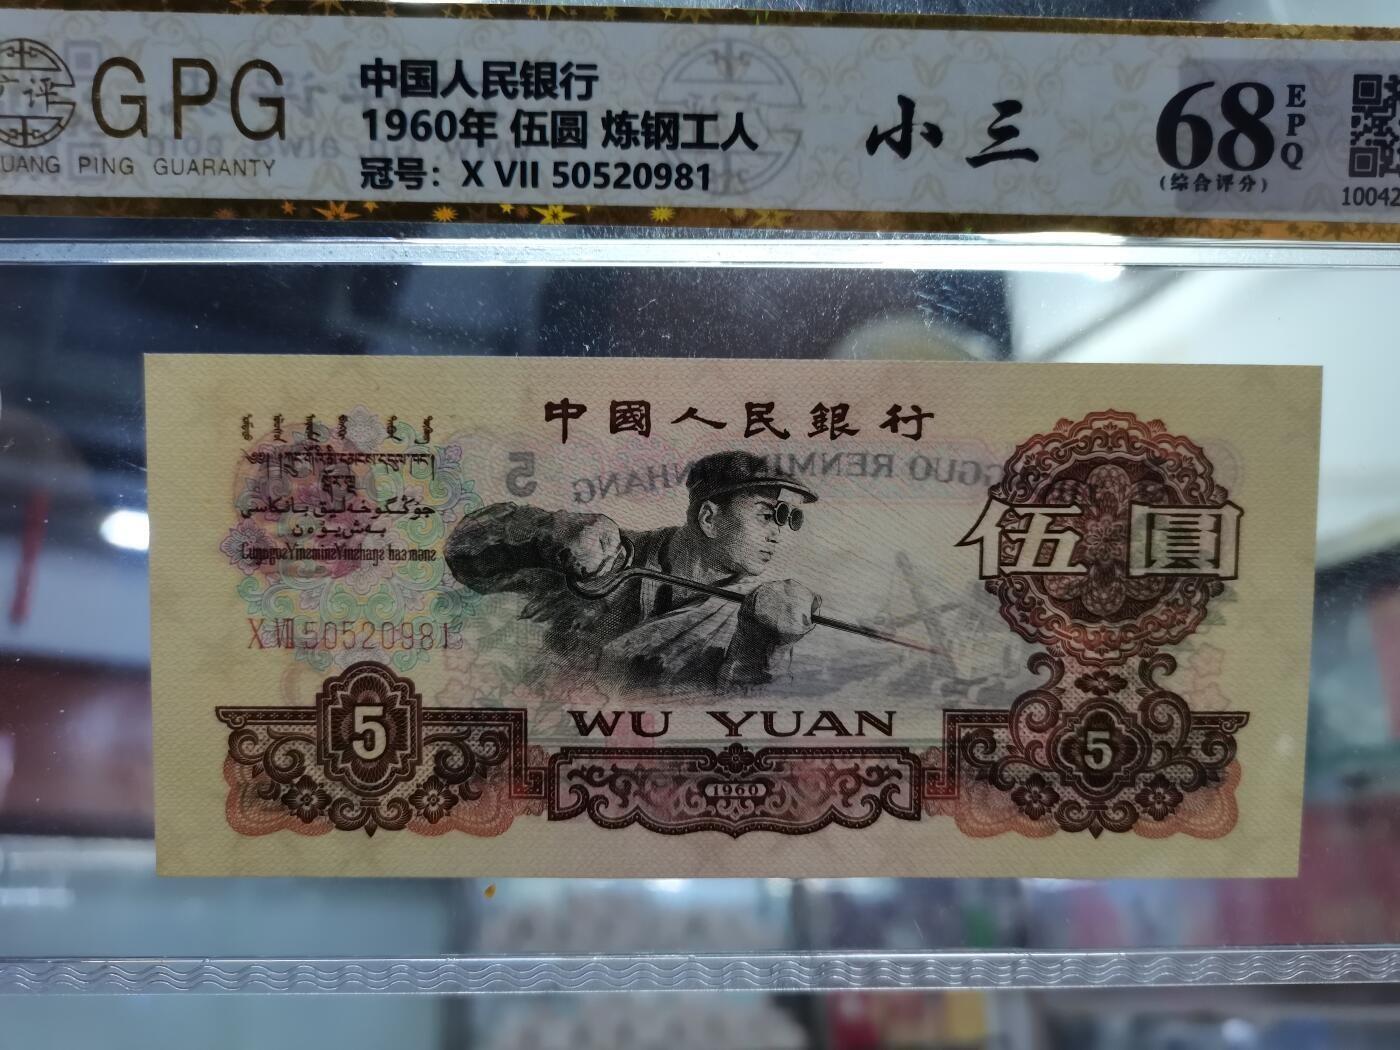 GPG
UANG PING GUARANTY
中国人民银行
1960年 伍圆 炼钢工人
冠号：X VII 50520981
小三
68
EPQ
(综合评分)
10042
中國人民銀行
5
伍圓
X VII 50520981
5
WU YUAN
5
1960